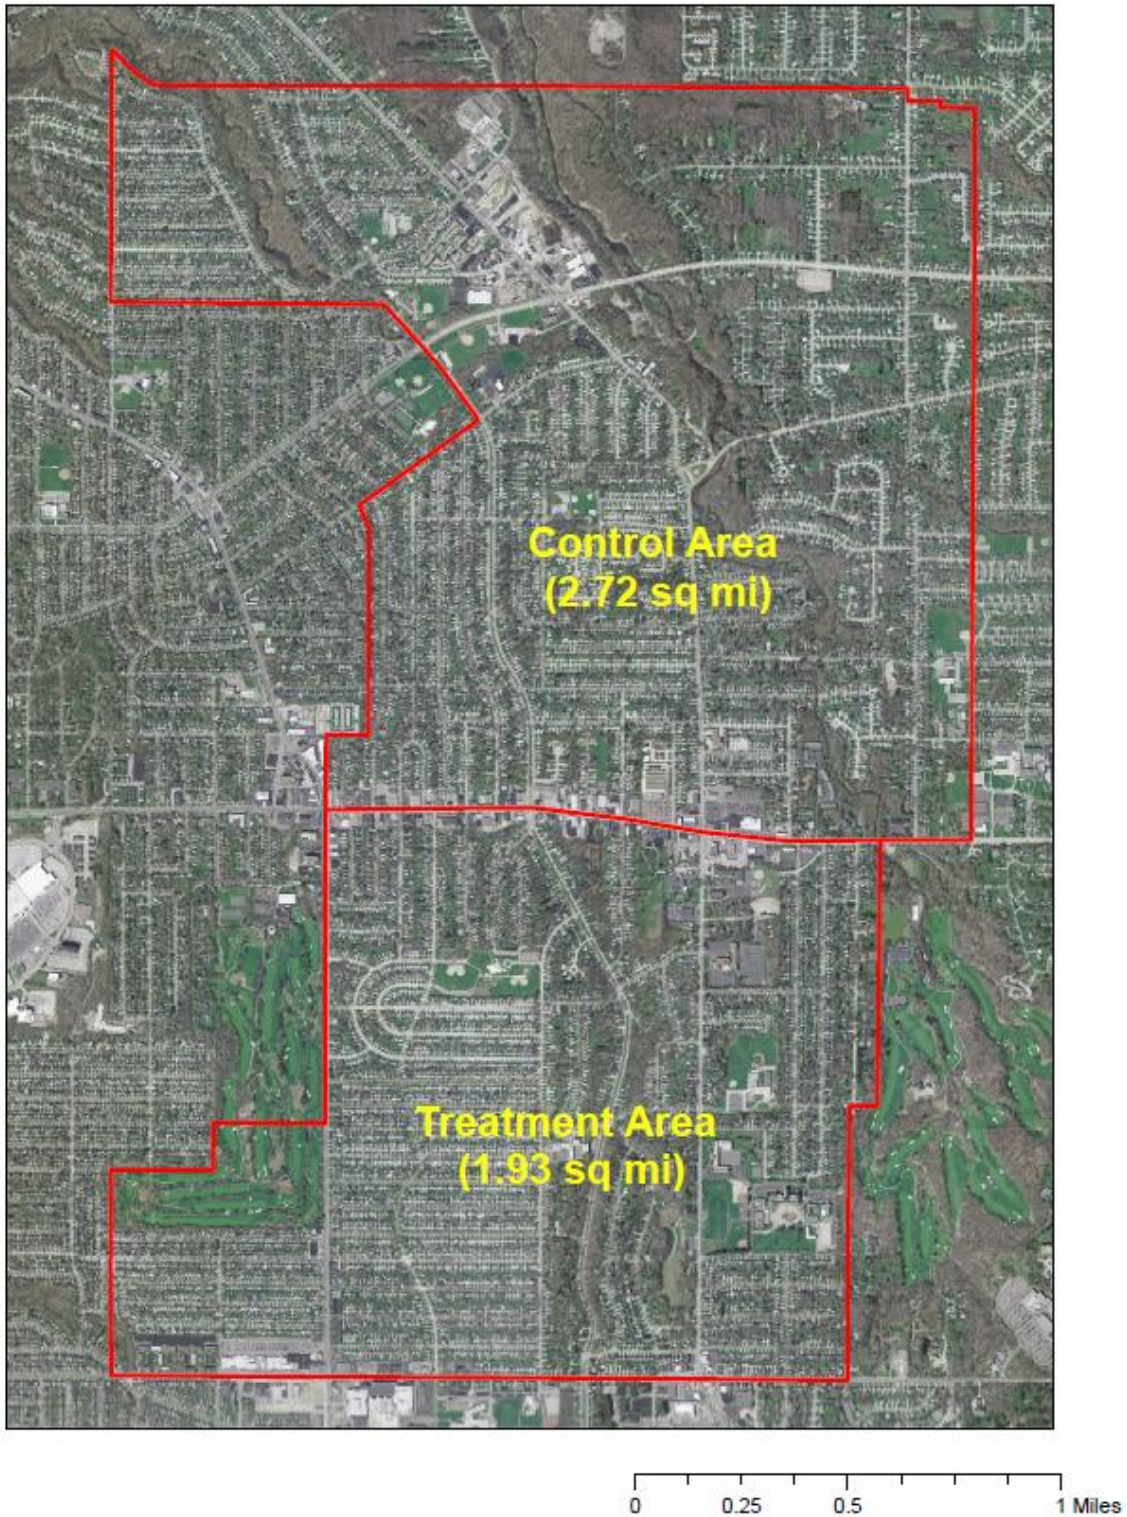 Control Area
(2.72 sq mi)
Treatment Area
(1.93 sq mi)
0 0.25 0.5 1 Miles